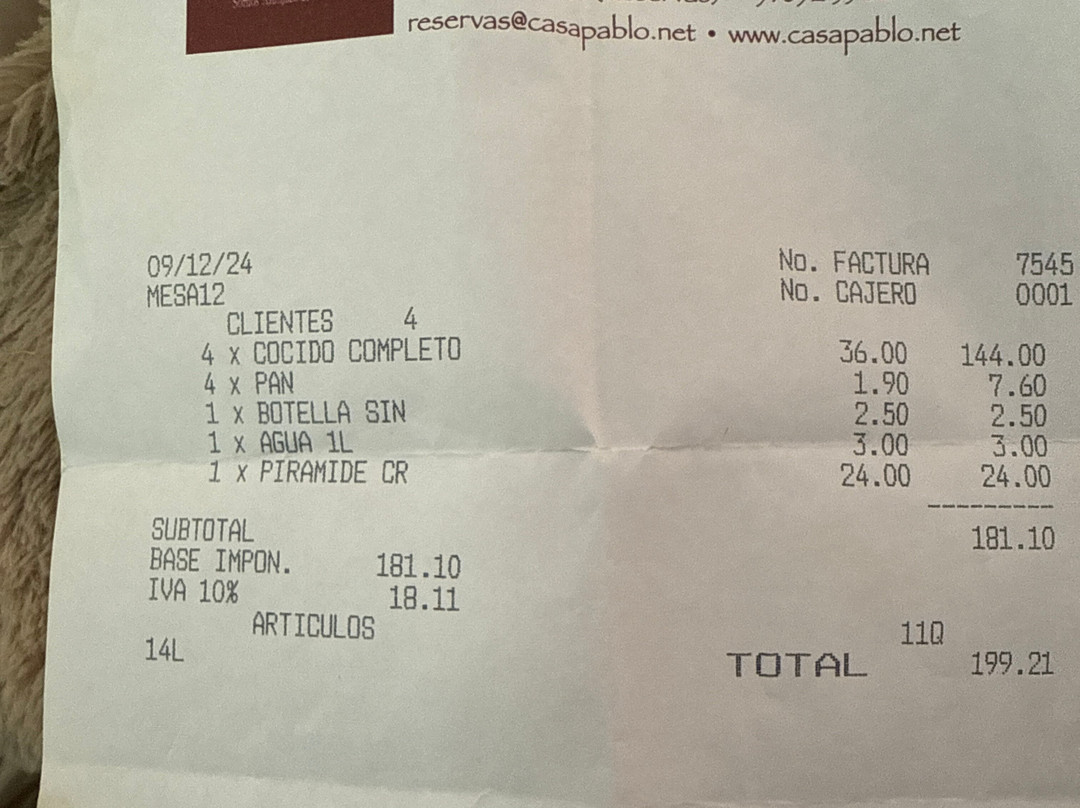 reservas@casapablo.net • www.casapablo.net
09/12/24 No. FACTURA 7545
MESA12 No. CAJERO 0001
CLIENTES 4
4 x COCIDO COMPLETO 36.00 144.00
4 x PAN 1.90 7.60
1 x BOTELLA SIN 2.50 2.50
1 x AGUA 1L 3.00 3.00
1 x PIRAMIDE CR 24.00 24.00
----------
SUBTOTAL 181.10
BASE IMPON. 181.10
IVA 10% 18.11
ARTICULOS 11Q
14L TOTAL 199.21